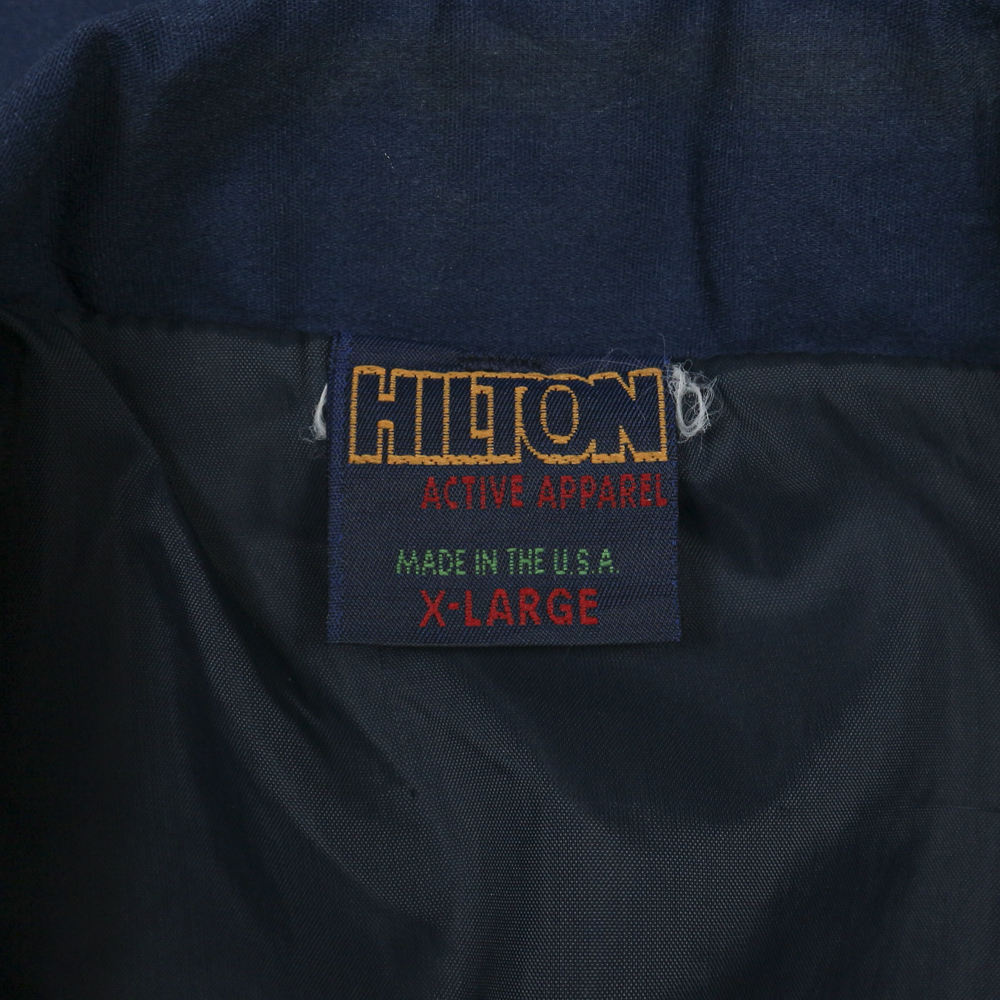 HILTON
ACTIVE APPAREL
MADE IN THE U.S.A.
X-LARGE